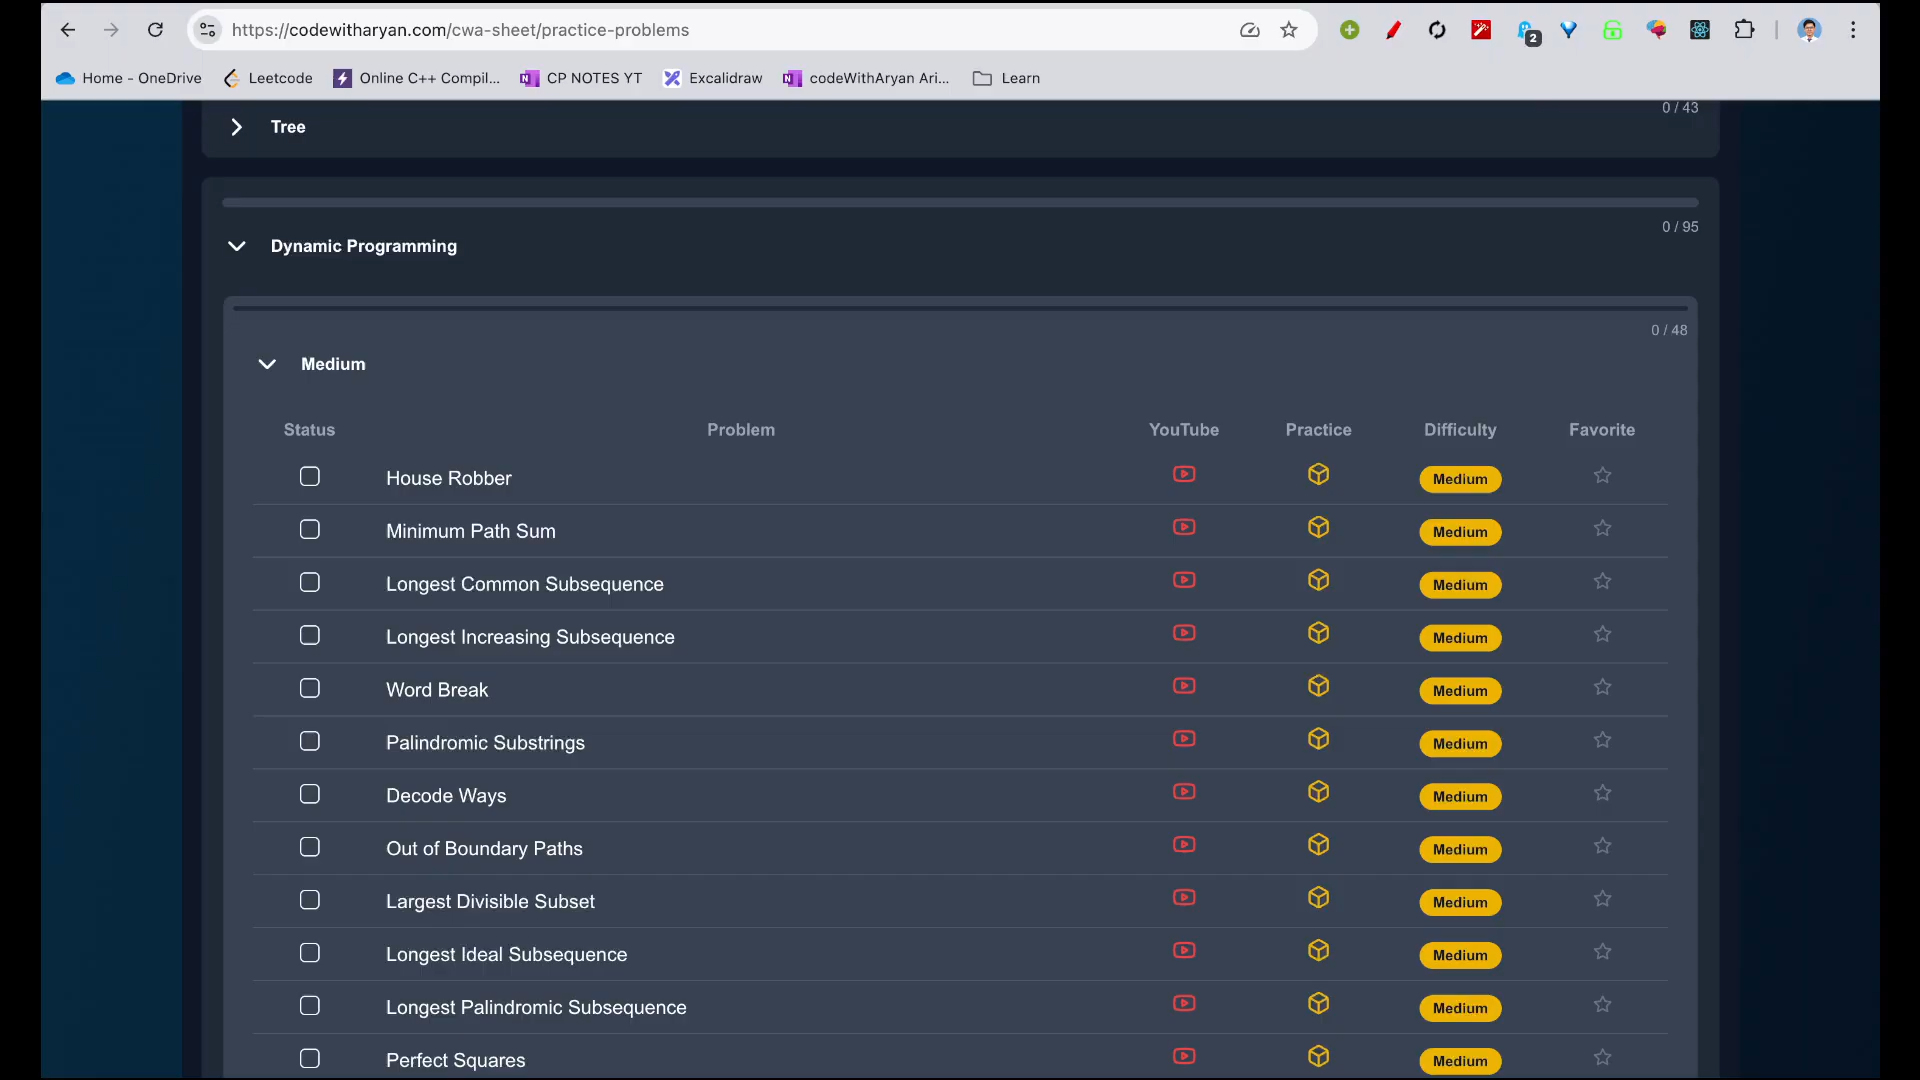 https://codewitharyan.com/cwa-sheet/practice-problems
2
Home - OneDrive Leetcode Online C++ Compil... CP NOTES YT Excalidraw codeWithAryan Ari... Learn
0 / 43
Tree
0 / 95
Dynamic Programming
0 / 48
Medium
Status Problem YouTube Practice Difficulty Favorite
House Robber Medium
Minimum Path Sum Medium
Longest Common Subsequence Medium
Longest Increasing Subsequence Medium
Word Break Medium
Palindromic Substrings Medium
Decode Ways Medium
Out of Boundary Paths Medium
Largest Divisible Subset Medium
Longest Ideal Subsequence Medium
Longest Palindromic Subsequence Medium
Perfect Squares Medium